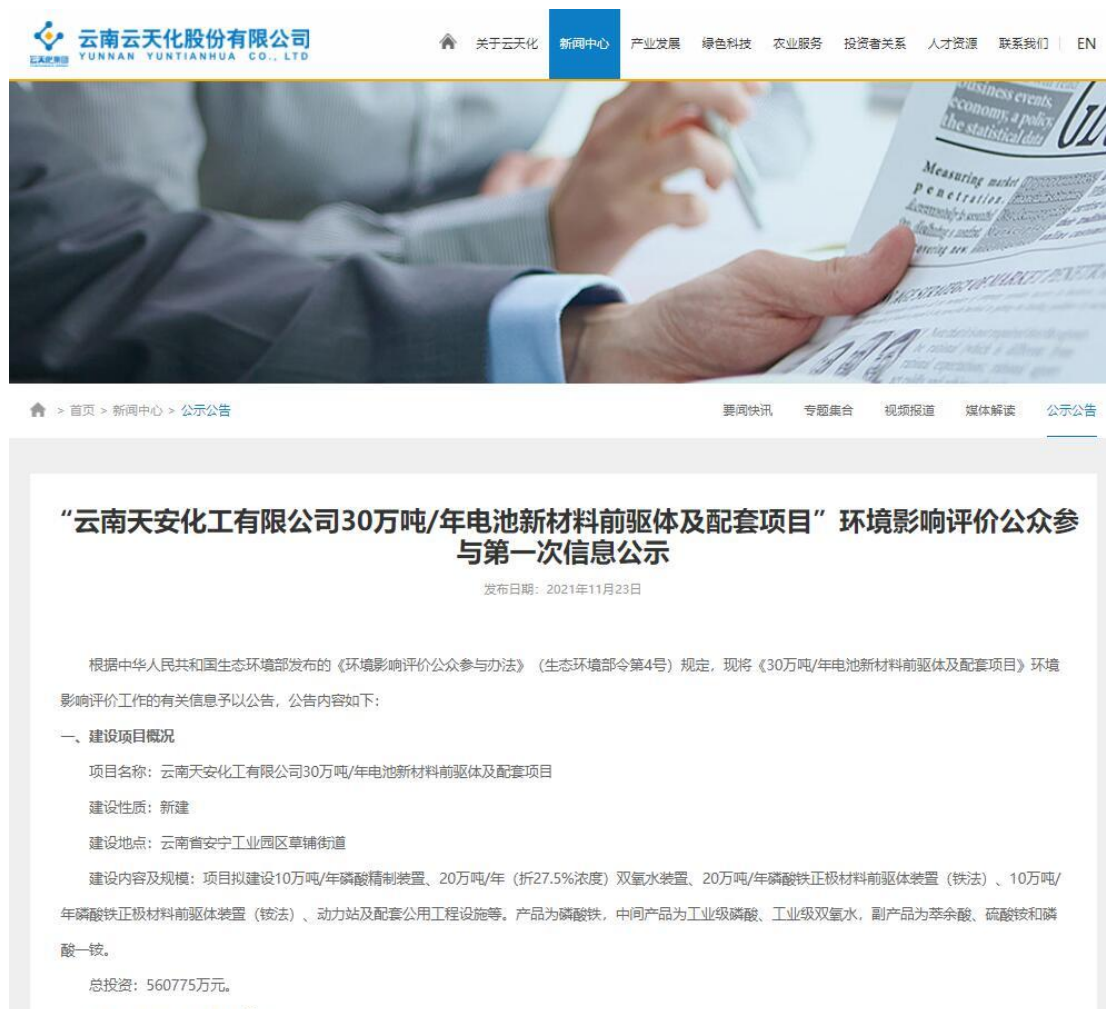 云南云天化股份有限公司
YUNNAN YUNTIANHUA CO., LTD
云天化集团
关于云天化 新闻中心 产业发展 绿色科技 农业服务 投资者关系 人才资源 联系我们 EN
business events,
economy, a policy,
the statistical data
Measuring market
penetration.
> 首页 > 新闻中心 > 公示公告
要闻快讯 专题集合 视频报道 媒体解读 公示公告
“云南天安化工有限公司30万吨/年电池新材料前驱体及配套项目”环境影响评价公众参
与第一次信息公示
发布日期：2021年11月23日
根据中华人民共和国生态环境部发布的《环境影响评价公众参与办法》（生态环境部令第4号）规定，现将《30万吨/年电池新材料前驱体及配套项目》环境
影响评价工作的有关信息予以公告，公告内容如下：
一、建设项目概况
项目名称：云南天安化工有限公司30万吨/年电池新材料前驱体及配套项目
建设性质：新建
建设地点：云南省安宁工业园区草铺街道
建设内容及规模：项目拟建设10万吨/年磷酸精制装置、20万吨/年（折27.5%浓度）双氧水装置、20万吨/年磷酸铁正极材料前驱体装置（铁法）、10万吨/
年磷酸铁正极材料前驱体装置（铵法）、动力站及配套公用工程设施等。产品为磷酸铁，中间产品为工业级磷酸、工业级双氧水，副产品为萃余酸、硫酸铵和磷
酸一铵。
总投资：560775万元。